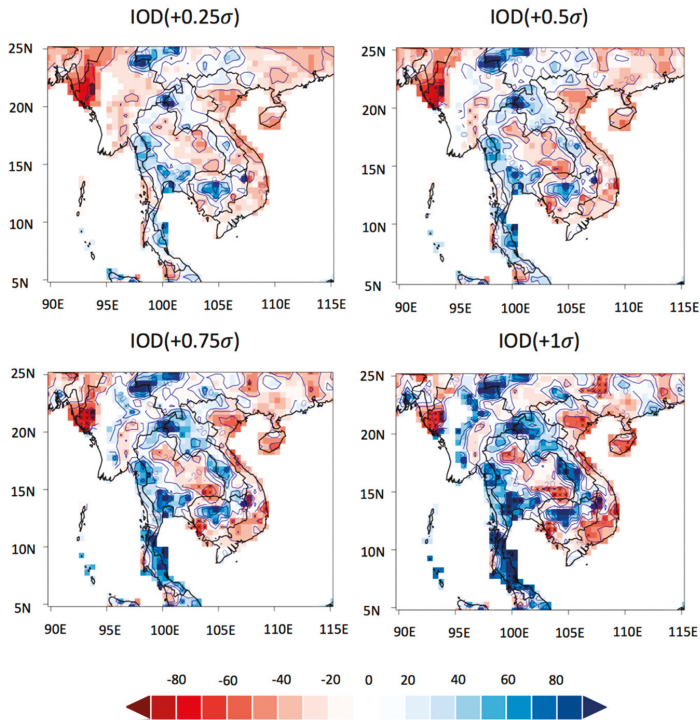 IOD(+0.25σ) IOD(+0.5σ)
25N 25N
20N 20N
15N 15N
10N 10N
5N 5N
90E 95E 100E 105E 110E 115E 90E 95E 100E 105E 110E 115E
IOD(+0.75σ) IOD(+1σ)
25N 25N
20N 20N
15N 15N
10N 10N
5N 5N
90E 95E 100E 105E 110E 115E 90E 95E 100E 105E 110E 115E
-80 -60 -40 -20 0 20 40 60 80